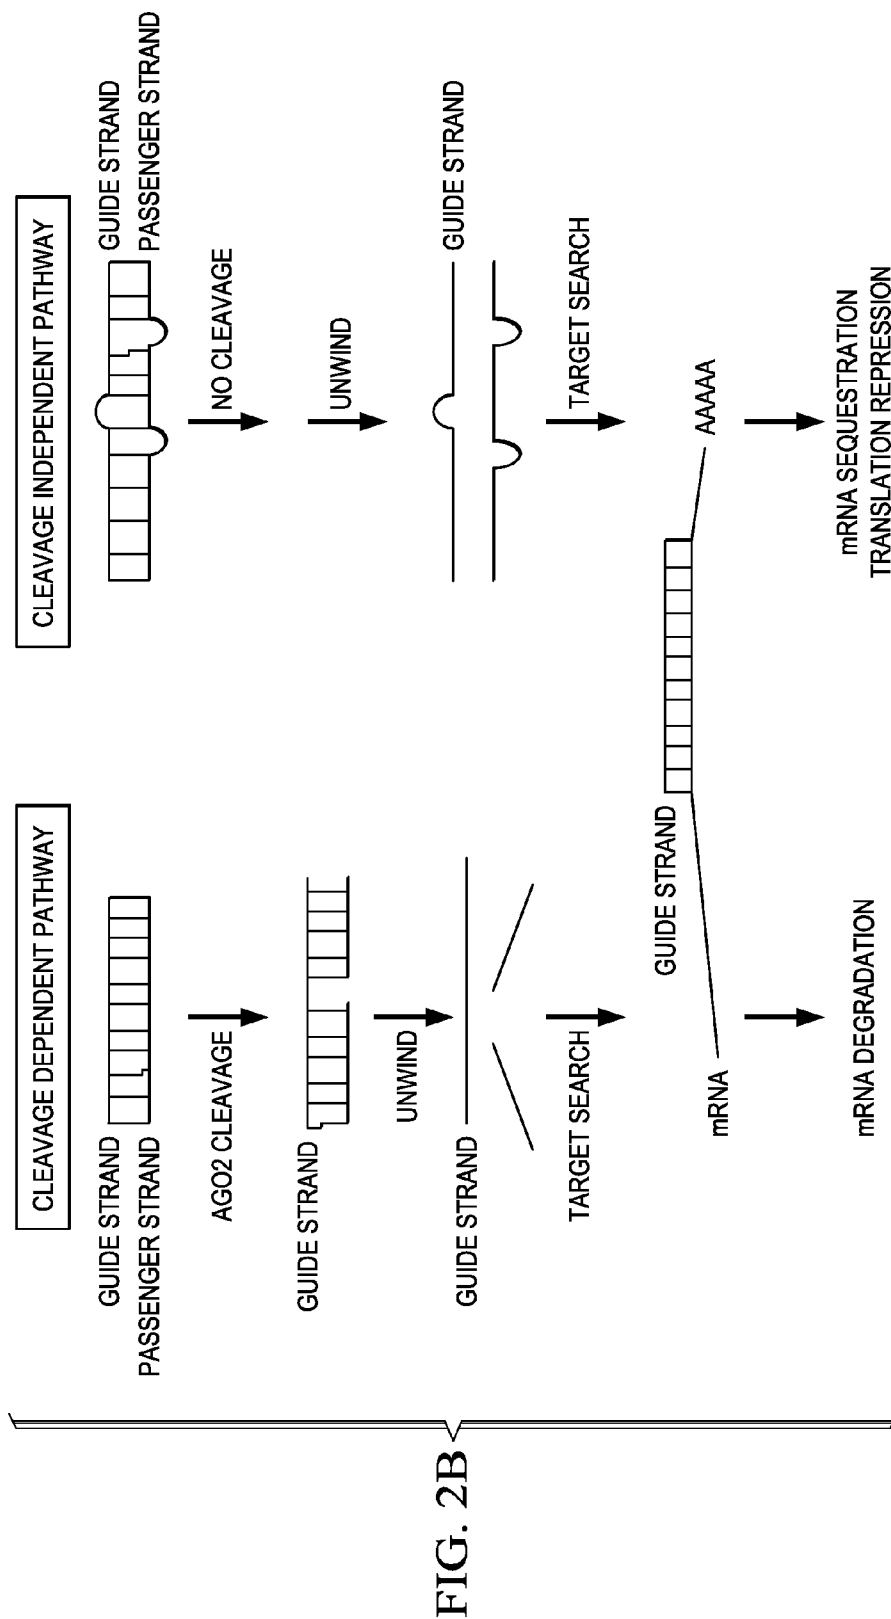 CLEAVAGE DEPENDENT PATHWAY
GUIDE STRAND
PASSENGER STRAND
AGO2 CLEAVAGE
GUIDE STRAND
UNWIND
GUIDE STRAND
TARGET SEARCH
CLEAVAGE INDEPENDENT PATHWAY
GUIDE STRAND
PASSENGER STRAND
NO CLEAVAGE
UNWIND
GUIDE STRAND
TARGET SEARCH
GUIDE STRAND
mRNA
AAAAA
mRNA DEGRADATION
mRNA SEQUESTRATION
TRANSLATION REPRESSION
FIG. 2B